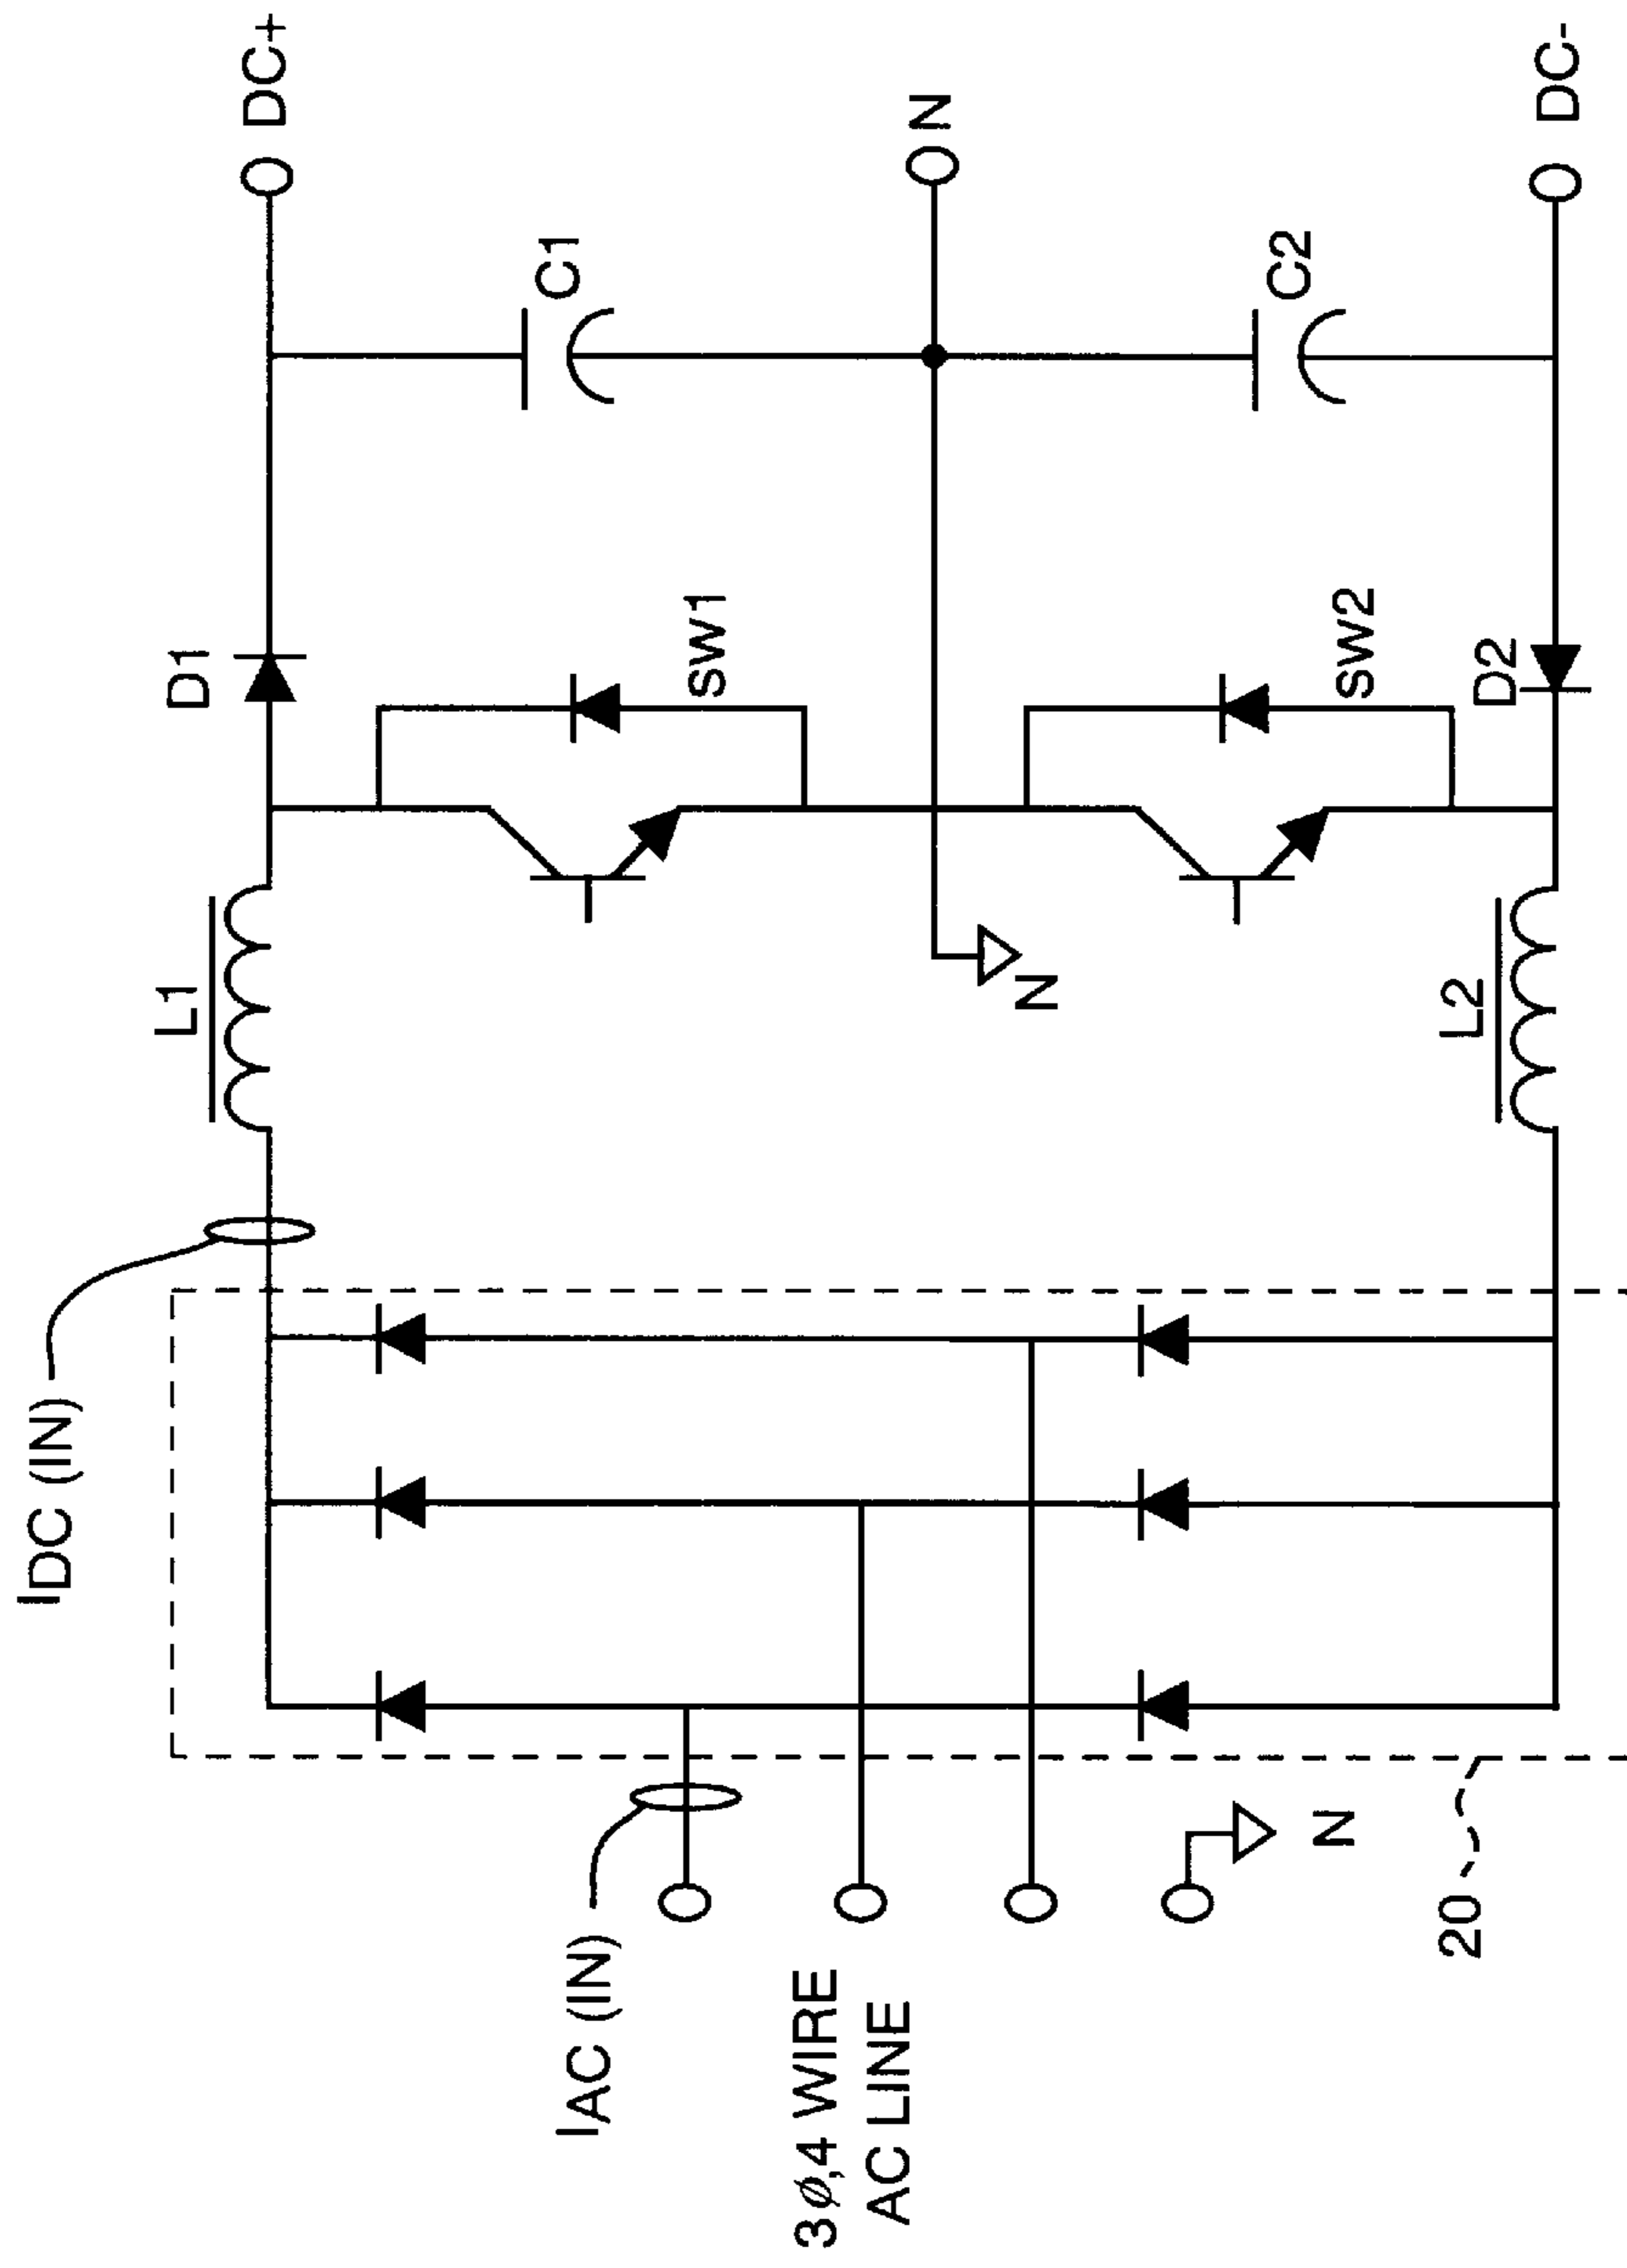 IDC (IN)
L1
D1
DC+
C1
SW1
IAC (IN)
3ø,4 WIRE
AC LINE
N
N
N
SW2
C2
20
L2
D2
DC-